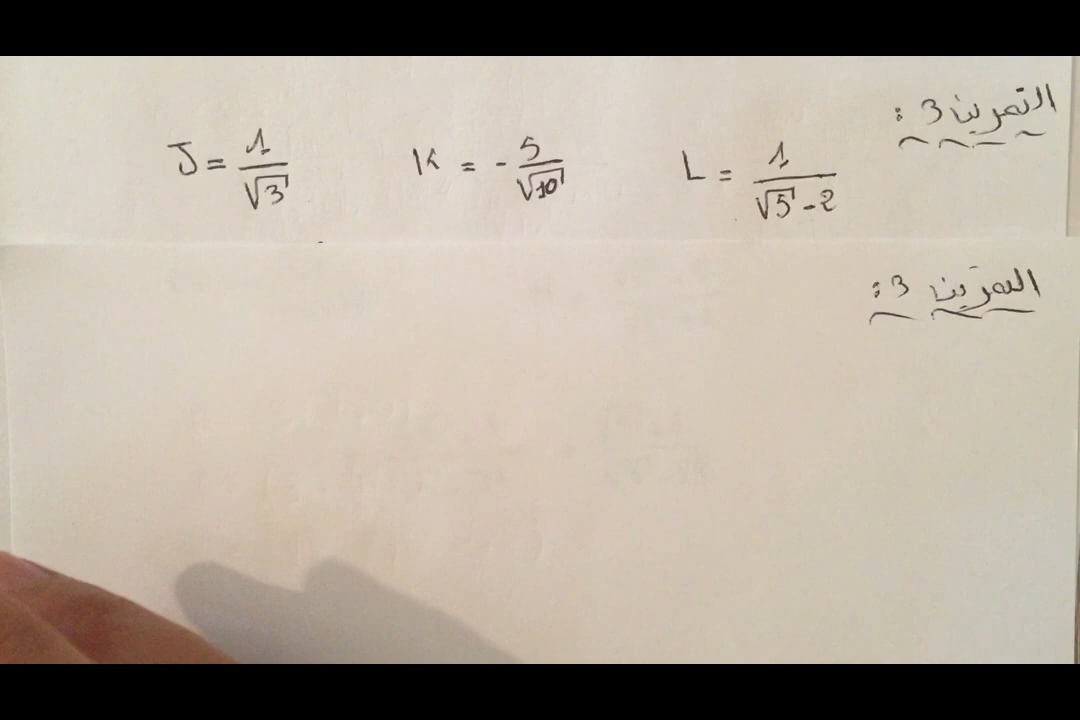 التمرين 3 :
J = 1/√3 K = - 5/√10 L = 1/(√5 - 2)
التمرين 3 :